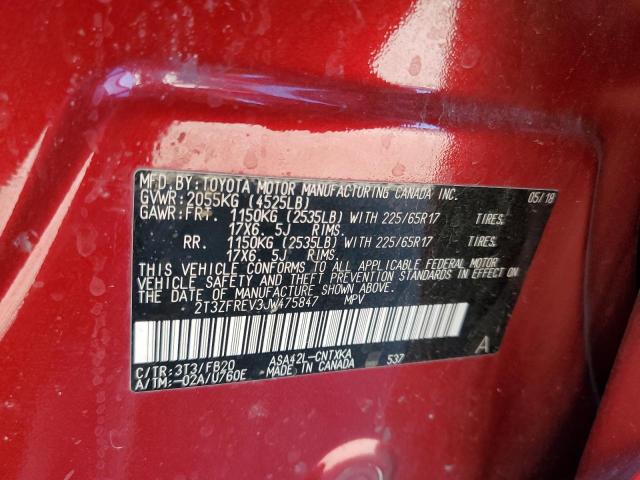 MFD. BY: TOYOTA MOTOR MANUFACTURING CANADA INC. 05/18
GVWR: 2055KG (4525LB)
GAWR: FRT. 1150KG (2535LB) WITH 225/65R17 TIRES.
17X6. 5J RIMS.
RR. 1150KG (2535LB) WITH 225/65R17 TIRES.
17X6. 5J RIMS.
THIS VEHICLE CONFORMS TO ALL APPLICABLE FEDERAL MOTOR
VEHICLE SAFETY AND THEFT PREVENTION STANDARDS IN EFFECT
ON THE DATE OF MANUFACTURE SHOWN ABOVE.
2T3ZFREV3JW475847 MPV
C/TR: 3T3/FB20 ASA42L-CNTXKA 537 A
A/TM: -02A/U760E MADE IN CANADA